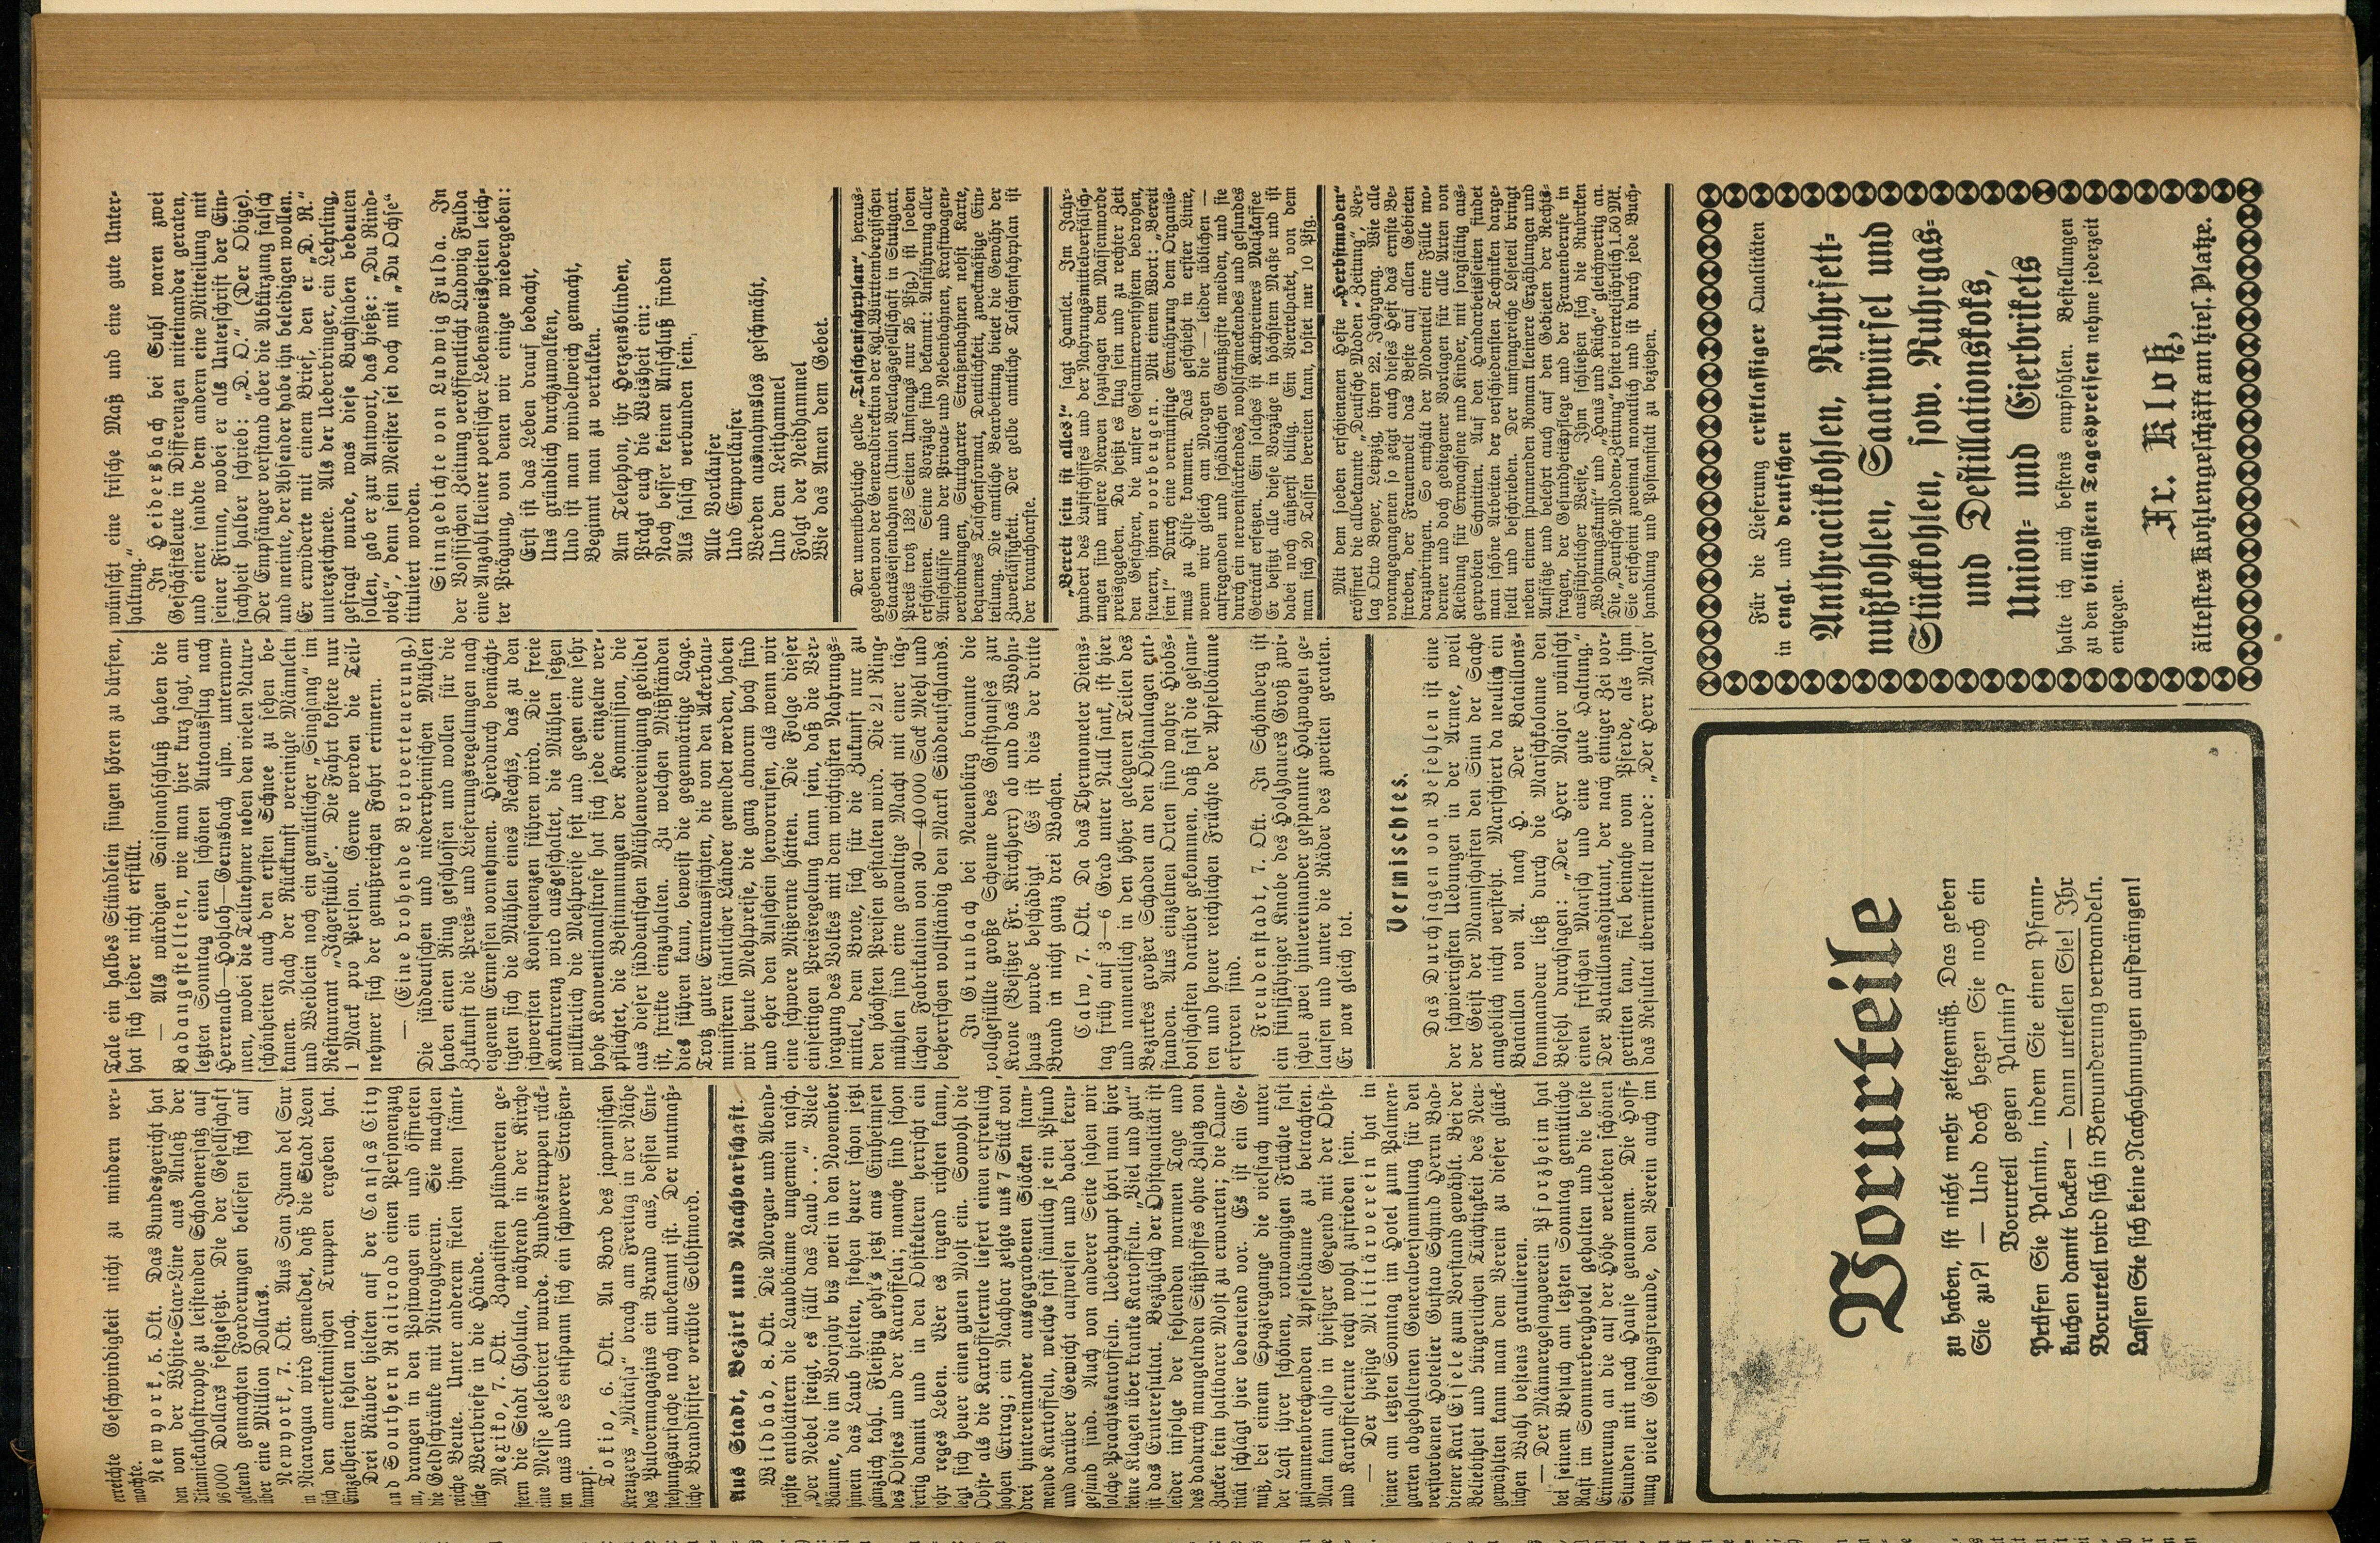 erreichte Geschwindigkeit nicht zu mindern ver-
mochte.
Newyork, 5. Okt. Das Bundesgericht hat
den von der White-Star-Line aus Anlaß der
Titanickatastrophe zu leistenden Schadenersatz auf
96 000 Dollars festgesetzt. Die der Gesellschaft
geltend gemachten Forderungen beliefen sich auf
über eine Million Dollars.
Newyork, 7. Okt. Aus San Juan del Sur
in Nicaragua wird gemeldet, daß die Stadt Leon
sich den amerikanischen Truppen ergeben hat.
Einzelheiten fehlen noch.
Drei Räuber hielten auf der Cansas City
and Southern Railroad einen Personenzug
an, drangen in den Postwagen ein und öffneten
die Geldschränke mit Nitroglycerin. Sie machten
reiche Beute. Unter anderem fielen ihnen sämt-
liche Wertbriefe in die Hände.
Mexiko, 7. Okt. Zapatisten plünderten ge-
stern die Stadt Cholula, während in der Kirche
eine Messe zelebriert wurde. Bundestruppen rück-
ten aus und es entspann sich ein schwerer Straßen-
kampf.
Tokio, 6. Okt. An Bord des japanischen
Kreuzers „Mikasa“ brach am Freitag in der Nähe
des Pulvermagazins ein Brand aus, dessen Ent-
stehungsursache noch unbekannt ist. Der mutmaß-
liche Brandstifter verübte Selbstmord.
Aus Stadt, Bezirk und Nachbarschaft.
Wildbad, 8. Okt. Die Morgen- und Abend-
fröste entblättern die Laubbäume ungemein rasch.
„Der Nebel steigt, es fällt das Laub . . .“ Viele
Bäume, die im Vorjahr bis weit in den November
hinein das Laub hielten, stehen heuer schon jetzt
gänzlich kahl. Fleißig geht's jetzt ans Einheimsen
des Obstes und der Kartoffeln; manche sind schon
fertig damit und in den Obstkeltern herrscht ein
sehr reges Leben. Wer es irgend richten kann,
legt sich heuer einen guten Most ein. Sowohl die
Obst- als die Kartoffelernte liefert einen erfreulich
hohen Ertrag; ein Nachbar zeigte uns 7 Stück von
drei hintereinander ausgegrabenen Stöcken stam-
mende Kartoffeln, welche fast sämtlich je ein Pfund
und darüber Gewicht aufweisen und dabei kern-
gesund sind. Auch von anderer Seite sahen wir
solche Prachtskartoffeln. Ueberhaupt hört man hier
keine Klagen über kranke Kartoffeln. „Viel und gut“
ist das Ernteresultat. Bezüglich der Obstqualität ist
leider infolge der fehlenden warmen Tage und
des dadurch mangelnden Süßstoffes ohne Zusatz von
Zucker kein haltbarer Most zu erwarten; die Quan-
tität schlägt hier bedeutend vor. Es ist ein Ge-
nuß, bei einem Spaziergange die vielfach unter
der Last ihrer schönen, rotwangigen Früchte fast
zusammenbrechenden Apfelbäume zu betrachten.
Man kann also in hiesiger Gegend mit der Obst-
und Kartoffelernte recht wohl zufrieden sein.
— Der hiesige Militärverein hat in
seiner am letzten Sonntag im Hotel zum Palmen-
garten abgehaltenen Generalversammlung für den
verstorbenen Hotelier Gustav Schmid Herrn Bad-
diener Karl Eisele zum Vorstand gewählt. Bei der
Beliebtheit und bürgerlichen Tüchtigkeit des Neu-
gewählten kann man dem Verein zu dieser glück-
lichen Wahl bestens gratulieren.
— Der Männergesangverein Pforzheim hat
bei seinem Besuch am letzten Sonntag gemütliche
Rast im Sommerberghotel gehalten und die beste
Erinnerung an die auf der Höhe verlebten schönen
Stunden mit nach Hause genommen. Die Hoff-
nung vieler Gesangsfreunde, den Verein auch im
Tale ein halbes Stündlein singen hören zu dürfen,
hat sich leider nicht erfüllt.
— Als würdigen Saisonabschluß haben die
Badangestellten, wie man hier kurz sagt, am
letzten Sonntag einen schönen Autoausflug nach
Herrenalb—Hohloh—Gernsbach usw. unternom-
men, wobei die Teilnehmer neben den vielen Natur-
schönheiten auch den ersten Schnee zu sehen be-
kamen. Nach der Rückkunft vereinigte Männlein
und Weiblein noch ein gemütlicher „Singsang“ im
Restaurant „Jägerstüble“. Die Fahrt kostete nur
1 Mark pro Person. Gerne werden die Teil-
nehmer sich der genußreichen Fahrt erinnern.
— (Eine drohende Brotverteuerung.)
Die süddeutschen und niederrheinischen Mühlen
haben einen Ring geschlossen und wollen für die
Zukunft die Preis- und Lieferungsregelungen nach
eigenem Ermessen vornehmen. Hierdurch bemächt-
tigten sich die Mühlen eines Rechts, das zu den
schwersten Konsequenzen führen wird. Die freie
Konkurrenz wird ausgeschaltet, die Mühlen setzen
willkürlich die Mehlpreise fest und gegen eine sehr
hohe Konventionalstrafe hat sich jede einzelne ver-
pflichtet, die Bestimmungen der Kommission, die
aus dieser süddeutschen Mühlenvereinigung gebildet
ist, strikte einzuhalten. Zu welchen Mißständen
dies führen kann, beweist die gegenwärtige Lage.
Trotz guter Ernteaussichten, die von den Ackerbau-
ministern sämtlicher Länder gemeldet werden, haben
wir heute Mehlpreise, die ganz abnorm hoch sind
und eher den Anschein hervorrufen, als wenn wir
eine schwere Mißernte hätten. Die Folge dieser
einseitigen Preisregelung kann sein, daß die Ver-
sorgung des Volkes mit dem wichtigsten Nahrungs-
mittel, dem Brote, sich für die Zukunft nur zu
den höchsten Preisen gestalten wird. Die 21 Ring-
mühlen sind eine gewaltige Macht mit einer täg-
lichen Fabrikation von 30—40 000 Sack Mehl und
beherrschen vollständig den Markt Süddeutschlands.
In Grunbach bei Neuenbürg brannte die
vollgefüllte große Scheune des Gasthauses zur
Krone (Besitzer Fr. Kirchherr) ab und das Wohn-
haus wurde beschädigt. Es ist dies der dritte
Brand in nicht ganz drei Wochen.
Calw, 7. Okt. Da das Thermometer Diens-
tag früh auf 3—6 Grad unter Null sank, ist hier
und namentlich in den höher gelegenen Teilen des
Bezirkes großer Schaden an den Obstanlagen ent-
standen. Aus einzelnen Orten sind wahre Hiobs-
botschaften darüber gekommen, daß fast die gesam-
ten und heuer reichlichen Früchte der Apfelbäume
erfroren sind.
Freudenstadt, 7. Okt. In Schömberg ist
ein fünfjähriger Knabe des Holzhauers Groß zwi-
schen zwei hintereinander gespannte Holzwagen ge-
laufen und unter die Räder des zweiten geraten.
Er war gleich tot.
Vermischtes.
Das Durchsagen von Befehlen ist eine
der schwierigsten Uebungen in der Armee, weil
der Geist der Mannschaften den Sinn der Sache
angeblich nicht versteht. Marschiert da neulich ein
Bataillon von A. nach H. Der Bataillons-
kommandeur ließ durch die Marschkolonne den
Befehl durchsagen: „Der Herr Major wünscht
einen frischen Marsch und eine gute Haltung.“
Der Bataillonsadjutant, der nach einiger Zei vor-
geritten kam, fiel beinahe vom Pferde, als ihm
das Resultat übermittelt wurde: „Der Herr Major
wünscht eine frische Maß und eine gute Unter-
haltung.“
In Heidersbach bei Suhl waren zwei
Geschäftsleute in Differenzen miteinander geraten,
und einer sandte dem andern eine Mitteilung mit
seiner Firma, wobei er als Unterschrift der Ein-
fachheit halber schrieb: „D. O.“ (Der Obige).
Der Empfänger verstand aber die Abkürzung falsch
und meinte, der Absender habe ihn beleidigen wollen.
Er erwiderte mit einem Brief, den er „D. R.“
unterzeichnete. Als der Ueberbringer, ein Lehrling,
gefragt wurde, was diese Buchstaben bedeuten
sollen, gab er zur Antwort, das hieße: „Du Rind-
vieh“, denn sein Meister sei doch mit „Du Ochse“
tituliert worden.
Sinngedichte von Ludwig Fulda. In
der Vossischen Zeitung veröffentlicht Ludwig Fulda
eine Anzahl kleiner poetischer Lebensweisheiten leich-
ter Prägung, von denen wir einige wiedergeben:
Erst ist das Leben drauf bedacht,
Uns gründlich durchzuwalken,
Und ist man windelweich gemacht,
Beginnt man zu verkalken.
Am Telephon, ihr Herzensblinden,
Prägt euch die Weisheit ein:
Noch besser keinen Anschluß finden
Als falsch verbunden sein.
Alle Vorläufer
Und Emporläufer
Werden ausnahmslos geschmäht,
Und dem Leithammel
Folgt der Neidhammel
Wie das Amen dem Gebet.
Der unentbehrliche gelbe „Taschenfahrplan“, heraus-
gegeben von der Generaldirektion der Kgl. Württembergischen
Staatseisenbahnen (Union Verlagsgesellschaft in Stuttgart.
Preis trotz 132 Seiten Umfangs nur 25 Pfg.) ist soeben
erschienen. Seine Vorzüge sind bekannt: Anführung aller
Anschlüsse und der Privat- und Nebenbahnen, Kraftwagen-
verbindungen, Stuttgarter Straßenbahnen nebst Karte,
bequemes Taschenformat, Deutlichkeit, zweckmäßige Ein-
teilung. Die amtliche Bearbeitung bietet die Gewähr der
Zuverlässigkeit. Der gelbe amtliche Taschenfahrplan ist
der brauchbarste.
„Bereit sein ist alles!“ sagt Hamlet. Im Jahr-
hundert des Luftschiffes und der Nahrungsmittelverfälsch-
ungen sind unsere Nerven sozusagen dem Massenmorde
preisgegeben. Da heißt es klug sein und zu rechter Zeit
den Gefahren, die unser Gesamtnervensystem bedrohen,
steuern, ihnen vorbeugen. Mit einem Wort: „Bereit
sein!“ Durch eine vernünftige Ernährung dem Organis-
mus zu Hilfe kommen. Das geschieht in erster Linie,
wenn wir gleich am Morgen die — leider üblichen —
aufregenden und schädlichen Genußgifte meiden, und sie
durch ein nervenstärkendes, wohlschmeckendes und gesundes
Getränk ersetzen. Ein solches ist Kathreiners Malzkaffee
Er besitzt alle diese Vorzüge in höchstem Maße und ist
dabei noch äußerst billig. Ein Viertelpaket, von dem
man sich 20 Tassen bereiten kann, kostet nur 10 Pfg.
Mit dem soeben erschienenen Hefte „Herbstmoden“
eröffnet die allbekannte „Deutsche Moden-Zeitung“, Ver-
lag Otto Beyer, Leipzig, ihren 22. Jahrgang. Wie alle
vorangegangenen so zeigt auch dieses Heft das ernste Be-
streben, der Frauenwelt das Beste auf allen Gebieten
darzubringen. So enthält der Modenteil eine Fülle mo-
derner und doch gediegener Vorlagen für alle Arten von
Kleidung für Erwachsene und Kinder, mit sorgfältig aus-
geprobten Schnitten. Auf den Handarbeitsseiten findet
man schöne Arbeiten der verschiedensten Techniken darge-
stellt und beschrieben. Der umfangreiche Leseteil bringt
neben einem spannenden Roman kleinere Erzählungen und
Aufsätze und belehrt auch auf den Gebieten der Rechts-
fragen, der Gesundheitspflege und der Frauenberufe in
ausführlicher Weise. Ihm schließen sich die Rubriken
„Wohnungskunst“ und „Haus und Küche“ gleichwertig an.
Die „Deutsche Moden-Zeitung“ kostet vierteljährlich 1.50 Mk.
Sie erscheint zweimal monatlich und ist durch jede Buch-
handlung und Postanstalt zu beziehen.
Vorurteile
zu haben, ist nicht mehr zeitgemäß. Das geben
Sie zu?! — Und doch hegen Sie noch ein
Vorurteil gegen Palmin?
Prüfen Sie Palmin, indem Sie einen Pfann-
kuchen damit backen — dann urteilen Sie! Ihr
Vorurteil wird sich in Bewunderung verwandeln.
Lassen Sie sich keine Nachahmungen aufdrängen!
Für die Lieferung erstklassiger Qualitäten
in engl. und deutschen
Anthracitkohlen, Ruhrfett-
nußkohlen, Saarwürfel und
Stückkohlen, sow. Ruhrgas-
und Destillationskoks,
Union- und Eierbrikets
halte ich mich bestens empfohlen. Bestellungen
zu den billigsten Tagespreisen nehme jederzeit
entgegen.
Fr. Kloß,
ältestes Kohlengeschäft am hies. Platze.